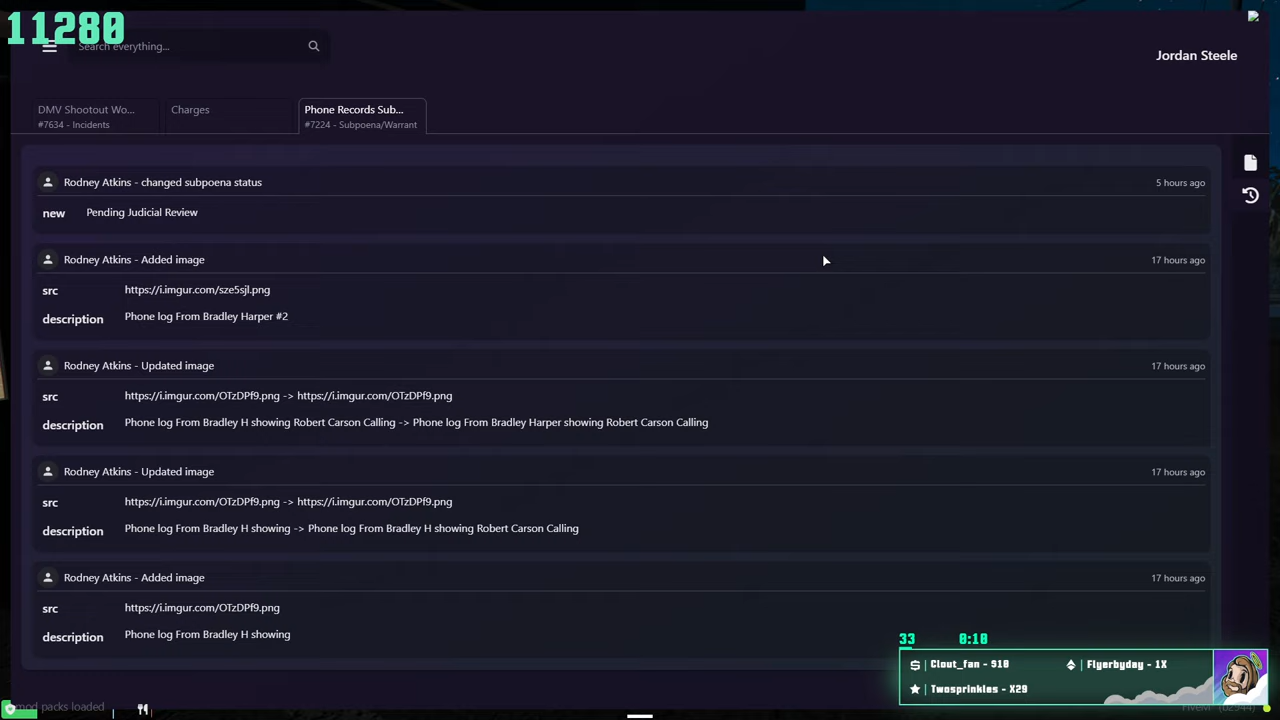 11280
Search everything...
Jordan Steele
DMV Shootout Wo...
#7634 - Incidents
Charges
Phone Records Sub...
#7224 - Subpoena/Warrant
Rodney Atkins - changed subpoena status
5 hours ago
new Pending Judicial Review
Rodney Atkins - Added image
17 hours ago
src https://i.imgur.com/sze5sjl.png
description Phone log From Bradley Harper #2
Rodney Atkins - Updated image
17 hours ago
src https://i.imgur.com/OTzDPf9.png -> https://i.imgur.com/OTzDPf9.png
description Phone log From Bradley H showing Robert Carson Calling -> Phone log From Bradley Harper showing Robert Carson Calling
Rodney Atkins - Updated image
17 hours ago
src https://i.imgur.com/OTzDPf9.png -> https://i.imgur.com/OTzDPf9.png
description Phone log From Bradley H showing -> Phone log From Bradley H showing Robert Carson Calling
Rodney Atkins - Added image
17 hours ago
src https://i.imgur.com/OTzDPf9.png
description Phone log From Bradley H showing
33 0:10
Clout_fan - $10
Flyerbyday - 1X
Twosprinkles - X29
mod packs loaded